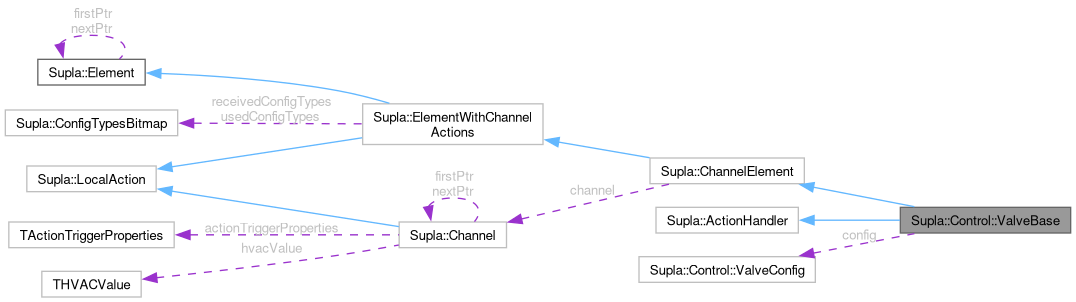 firstPtr
nextPtr
Supla::Element
receivedConfigTypes
usedConfigTypes
Supla::ConfigTypesBitmap
Supla::ElementWithChannel
Actions
Supla::LocalAction
firstPtr
nextPtr
channel
Supla::ChannelElement
actionTriggerProperties
TActionTriggerProperties
Supla::Channel
Supla::ActionHandler
Supla::Control::ValveBase
config
hvacValue
THVACValue
Supla::Control::ValveConfig